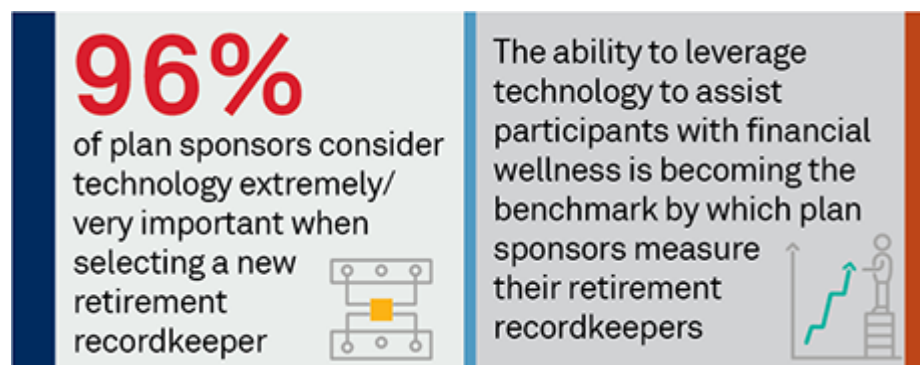 96%
of plan sponsors consider
technology extremely/
very important when
selecting a new
retirement
recordkeeper
The ability to leverage
technology to assist
participants with financial
wellness is becoming the
benchmark by which plan
sponsors measure
their retirement
recordkeepers